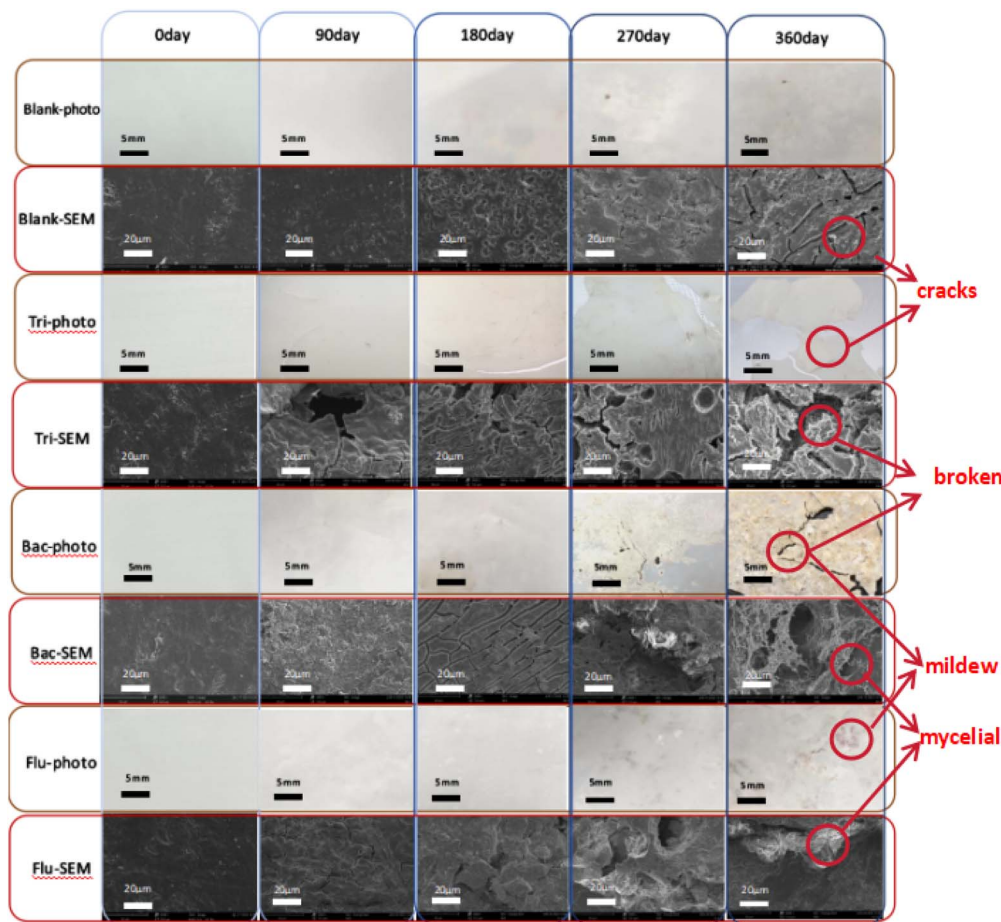 0day 90day 180day 270day 360day
Blank-photo 5mm 5mm 5mm 5mm 5mm
Blank-SEM 20μm 20μm 20μm 20μm 20μm
cracks
Tri-photo 5mm 5mm 5mm 5mm 5mm
Tri-SEM 20μm 20μm 20μm 20μm 20μm
broken
Bac-photo 5mm 5mm 5mm 5mm 5mm
Bac-SEM 20μm 20μm 20μm 20μm 20μm
mildew
mycelial
Flu-photo 5mm 5mm 5mm 5mm 5mm
Flu-SEM 20μm 20μm 20μm 20μm 20μm